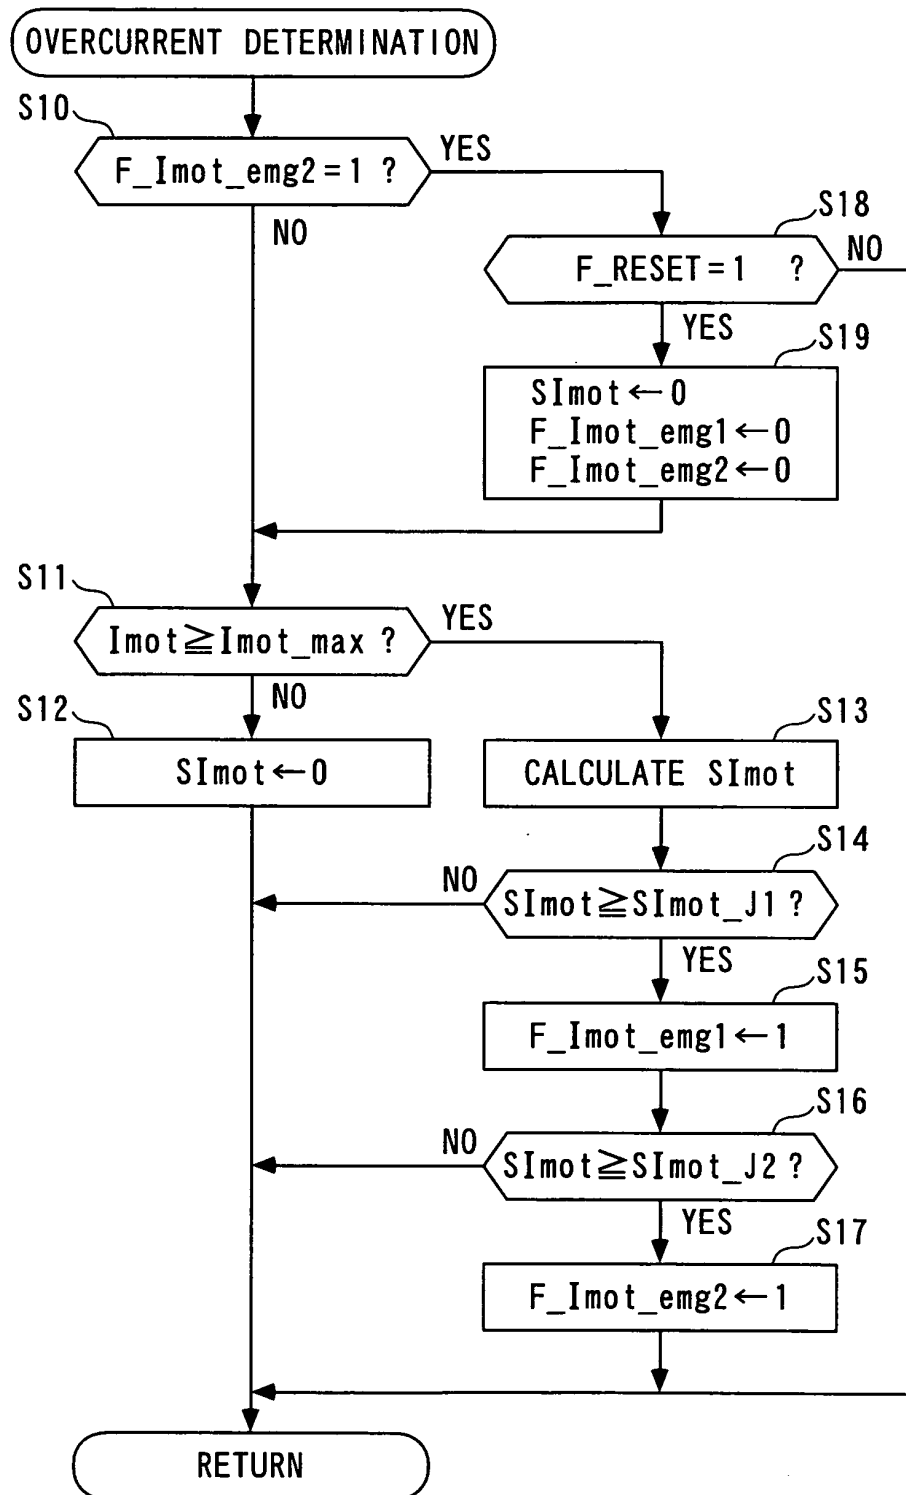 OVERCURRENT DETERMINATION
S10
F_Imot_emg2=1 ?
YES
NO
S18
F_RESET=1 ?
NO
YES
S19
SImot←0
F_Imot_emg1←0
F_Imot_emg2←0
S11
Imot≧Imot_max ?
YES
NO
S12
SImot←0
S13
CALCULATE SImot
S14
SImot≧SImot_J1 ?
NO
YES
S15
F_Imot_emg1←1
S16
SImot≧SImot_J2 ?
NO
YES
S17
F_Imot_emg2←1
RETURN